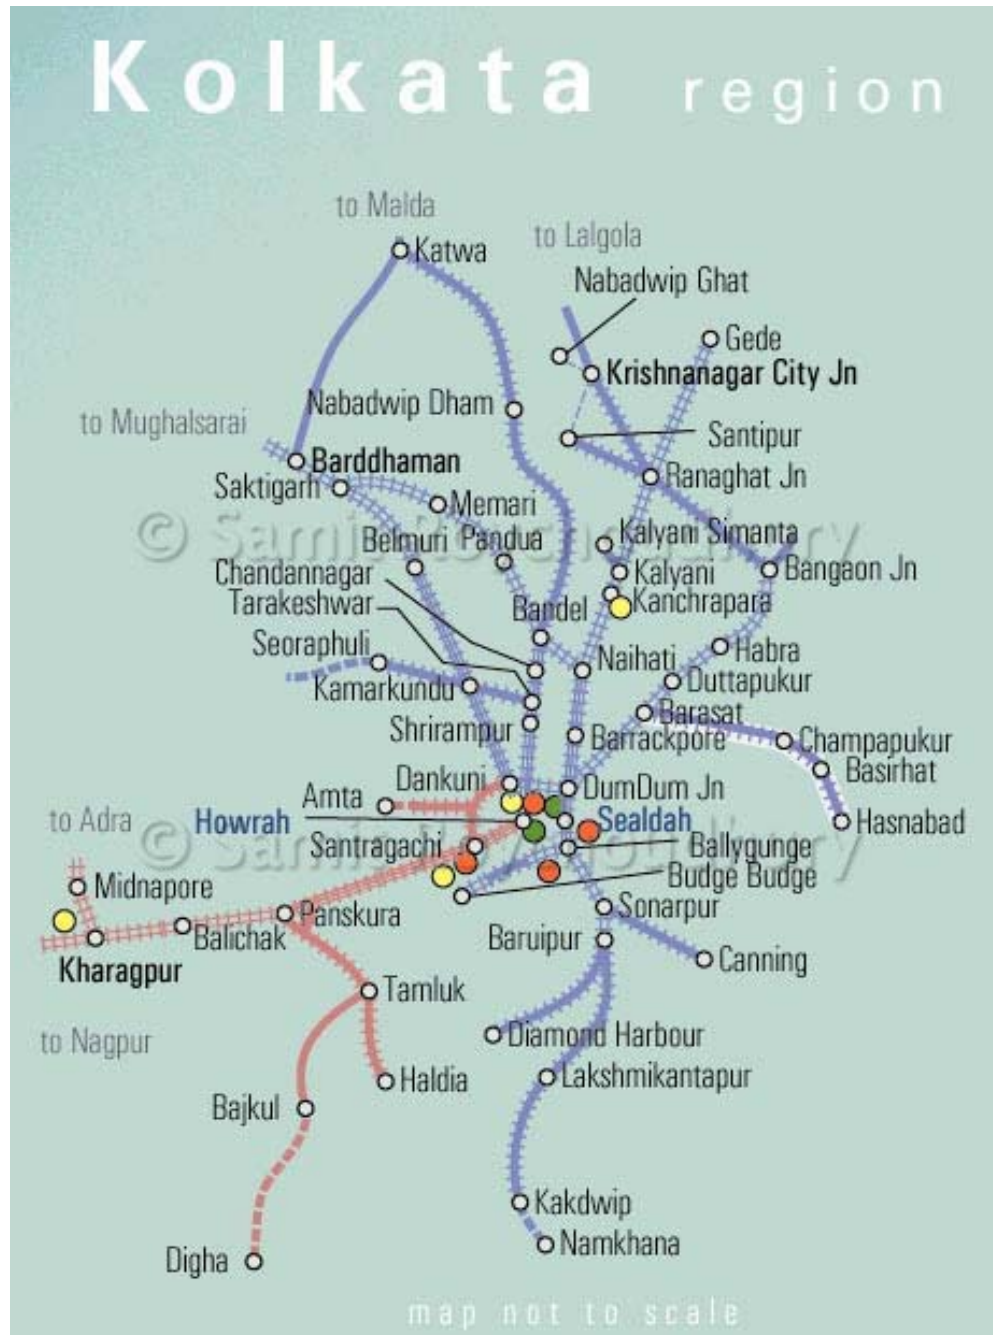 Kolkata region
to Malda
to Lalgola
Katwa
Nabadwip Ghat
Gede
Krishnanagar City Jn
Nabadwip Dham
to Mughalsarai
Santipur
Barddhaman
Ranaghat Jn
Saktigarh
Memari
Kalyani Simanta
Belmuri
Pandua
Chandannagar
Kalyani
Bangaon Jn
Tarakeshwar
Bandel
Kanchrapara
Seoraphuli
Habra
Naihati
Kamarkundu
Duttapukur
Barasat
Shrirampur
Barrackpore
Champapukur
Basirhat
Dankuni
DumDum Jn
Amta
to Adra
Howrah
Sealdah
Hasnabad
Santragachi
Ballygunge
Budge Budge
Midnapore
Panskura
Sonarpur
Balichak
Baruipur
Kharagpur
Canning
Tamluk
to Nagpur
Diamond Harbour
Haldia
Lakshmikantapur
Bajkul
Kakdwip
Namkhana
Digha
map not to scale